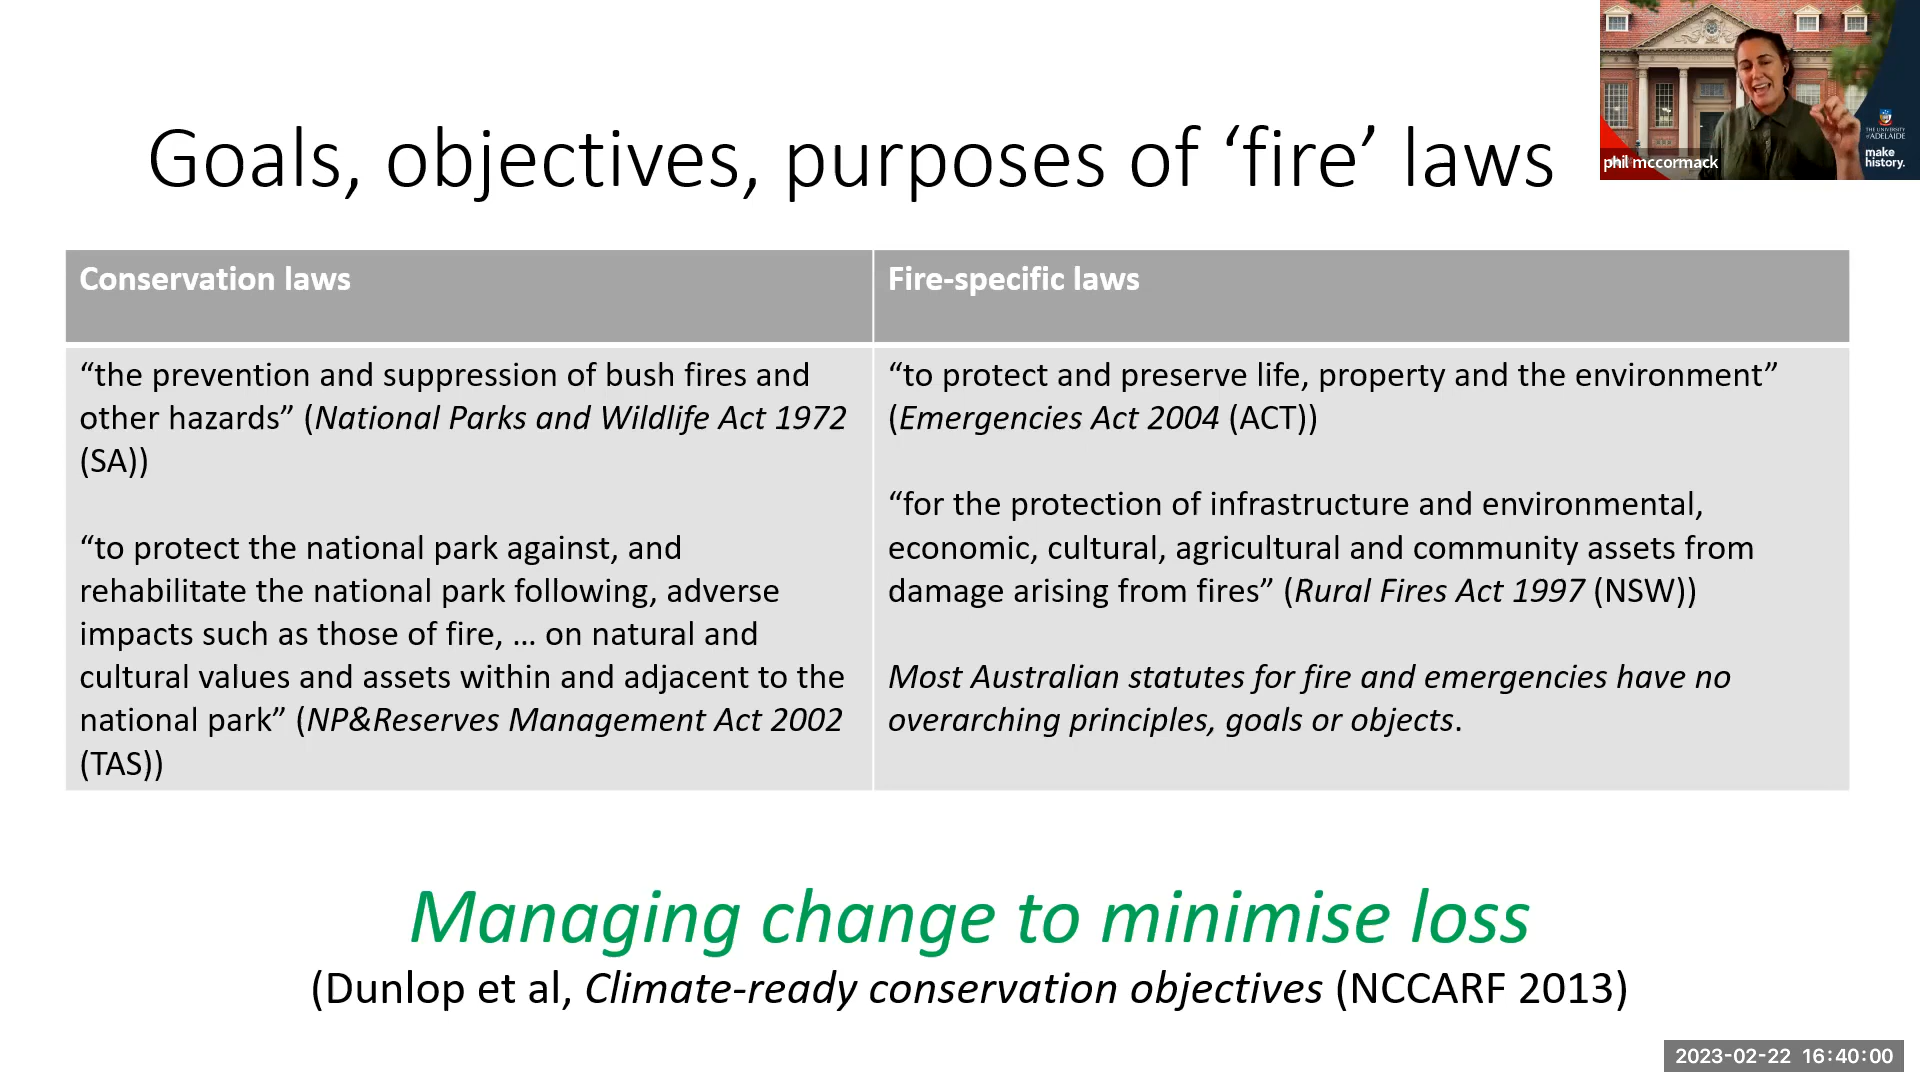 Goals, objectives, purposes of ‘fire’ laws
phil mccormack
THE UNIVERSITY
of ADELAIDE
make
history.
Conservation laws
Fire-specific laws
“the prevention and suppression of bush fires and
other hazards” (National Parks and Wildlife Act 1972
(SA))
“to protect the national park against, and
rehabilitate the national park following, adverse
impacts such as those of fire, … on natural and
cultural values and assets within and adjacent to the
national park” (NP&Reserves Management Act 2002
(TAS))
“to protect and preserve life, property and the environment”
(Emergencies Act 2004 (ACT))
“for the protection of infrastructure and environmental,
economic, cultural, agricultural and community assets from
damage arising from fires” (Rural Fires Act 1997 (NSW))
Most Australian statutes for fire and emergencies have no
overarching principles, goals or objects.
Managing change to minimise loss
(Dunlop et al, Climate-ready conservation objectives (NCCARF 2013)
2023-02-22 16:40:00